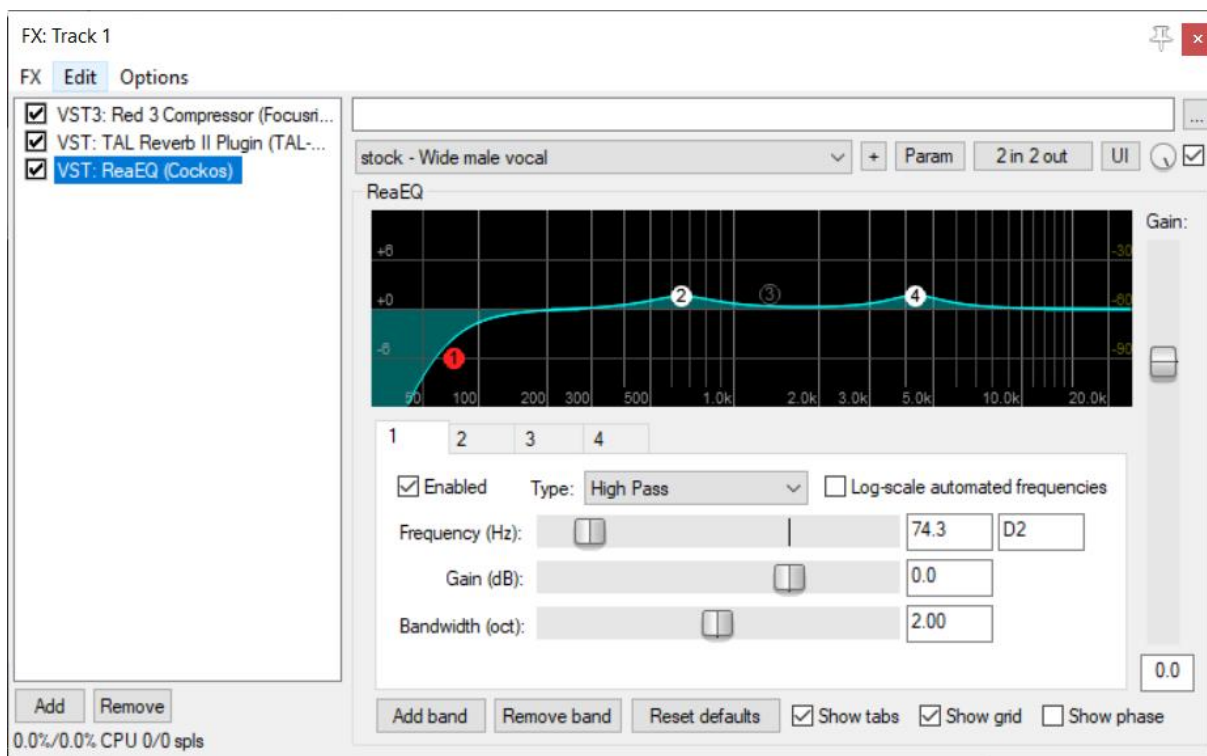 FX: Track 1
FX Edit Options
VST3: Red 3 Compressor (Focusri...
VST: TAL Reverb II Plugin (TAL-...
VST: ReaEQ (Cockos)
...
stock - Wide male vocal + Param 2 in 2 out UI
ReaEQ
Gain:
+6 -30
+0 2 3 4 -60
-6 1 -90
50 100 200 300 500 1.0k 2.0k 3.0k 5.0k 10.0k 20.0k
1 2 3 4
Enabled Type: High Pass Log-scale automated frequencies
Frequency (Hz): 74.3 D2
Gain (dB): 0.0
Bandwidth (oct): 2.00
0.0
Add Remove
Add band Remove band Reset defaults Show tabs Show grid Show phase
0.0%/0.0% CPU 0/0 spls